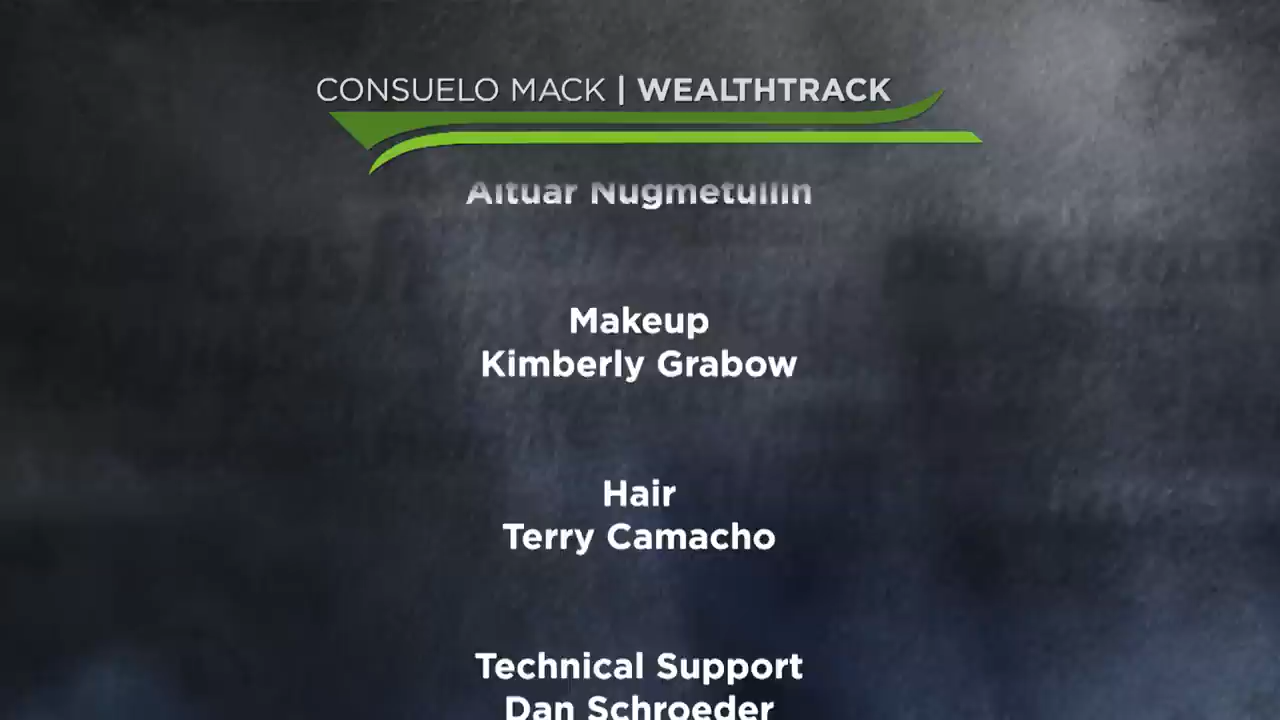 CONSUELO MACK | WEALTHTRACK
Aituar Nugmetullin
Makeup
Kimberly Grabow
Hair
Terry Camacho
Technical Support
Dan Schroeder